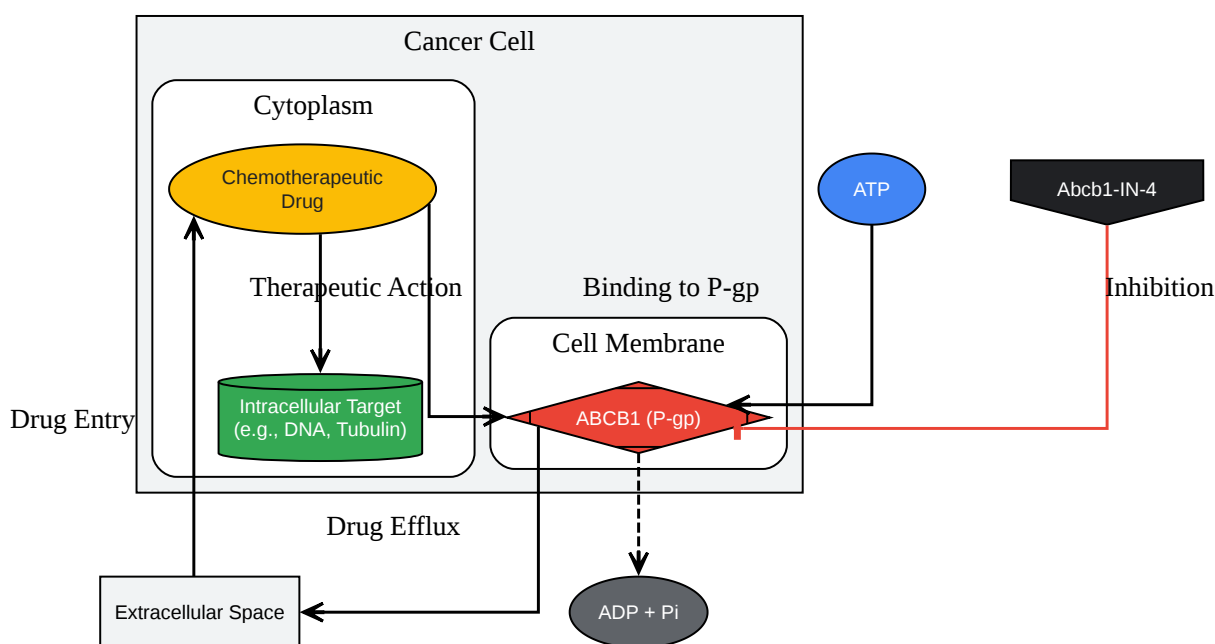 Cancer Cell
Cytoplasm
Chemotherapeutic
Drug
ATP
Abcb1-IN-4
Therapeutic Action
Binding to P-gp
Inhibition
Cell Membrane
Intracellular Target
(e.g., DNA, Tubulin)
ABCB1 (P-gp)
Drug Entry
Drug Efflux
Extracellular Space
ADP + Pi